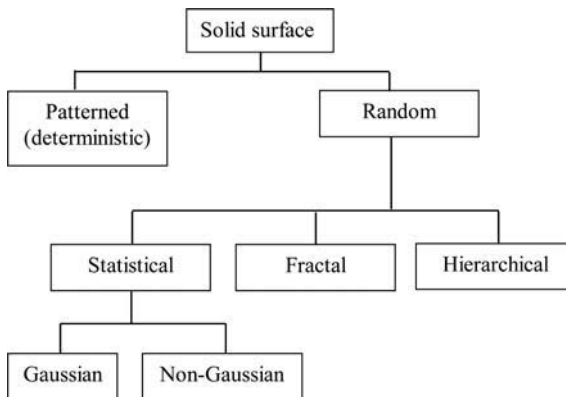 Solid surface
Patterned
(deterministic)
Random
Statistical
Fractal
Hierarchical
Gaussian
Non-Gaussian